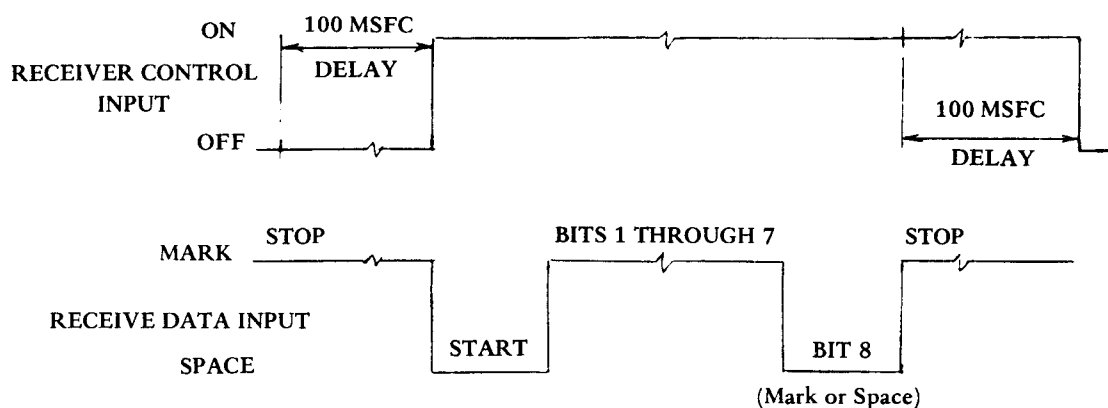 ON
100 MSFC
DELAY
RECEIVER CONTROL
INPUT
100 MSFC
OFF
DELAY
STOP
BITS 1 THROUGH 7
STOP
MARK
RECEIVE DATA INPUT
START
BIT 8
SPACE
(Mark or Space)